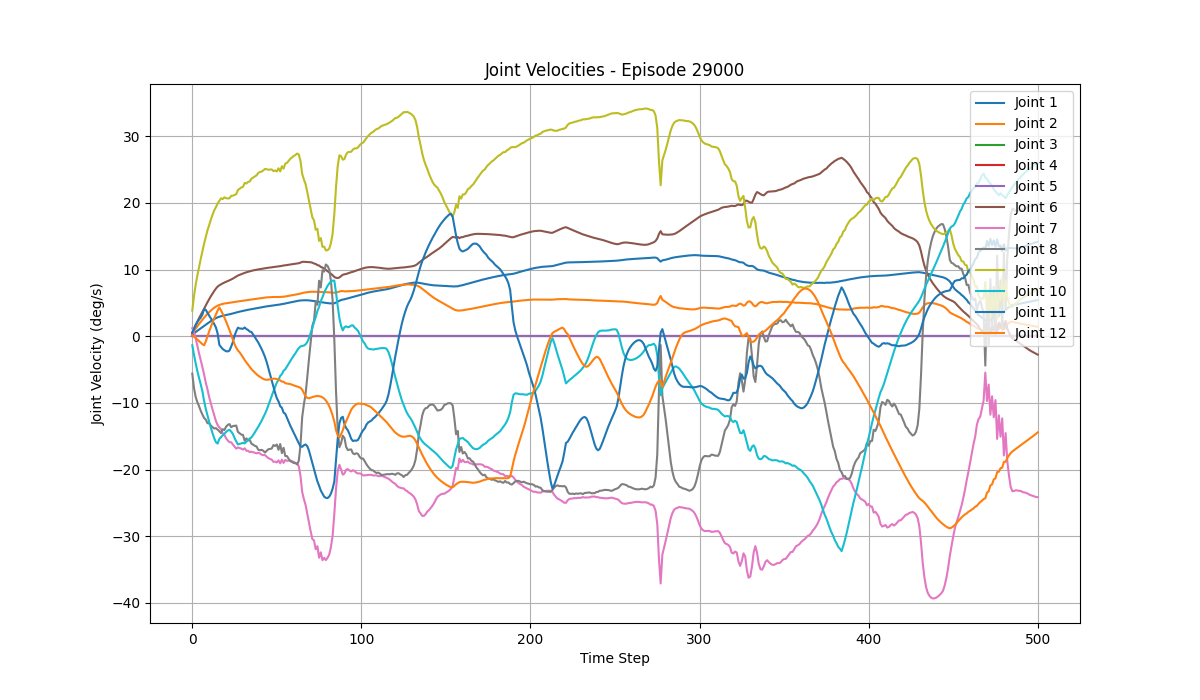 Joint Velocities - Episode 29000
Joint Velocity (deg/s)
30
20
10
0
−10
−20
−30
−40
0
100
200
300
400
500
Time Step
Joint 1
Joint 2
Joint 3
Joint 4
Joint 5
Joint 6
Joint 7
Joint 8
Joint 9
Joint 10
Joint 11
Joint 12